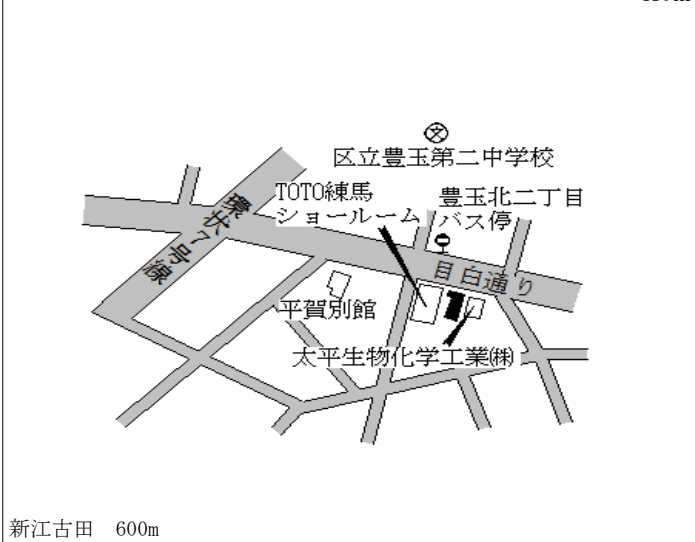 区立豊玉第二中学校
TOTO練馬
ショールーム
豊玉北二丁目
バス停
環状7号線
目白通り
平賀別館
太平生物化学工業㈱
新江古田　600m